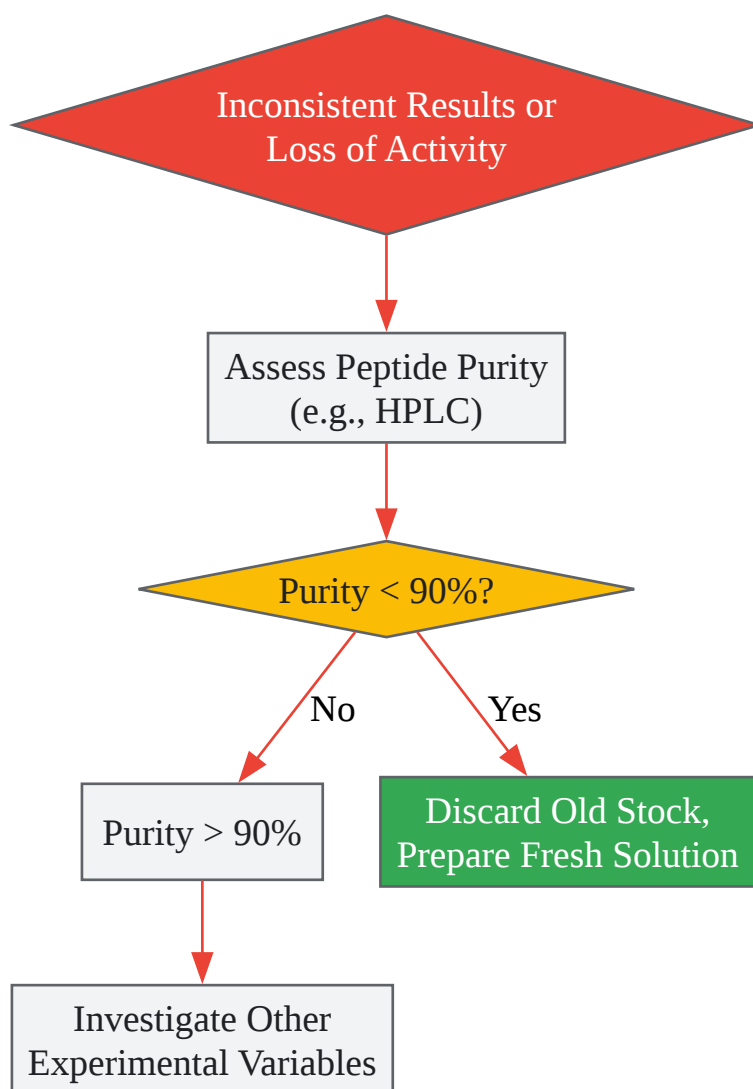 Inconsistent Results or
Loss of Activity
Assess Peptide Purity
(e.g., HPLC)
Purity < 90%?
No
Yes
Purity > 90%
Discard Old Stock,
Prepare Fresh Solution
Investigate Other
Experimental Variables